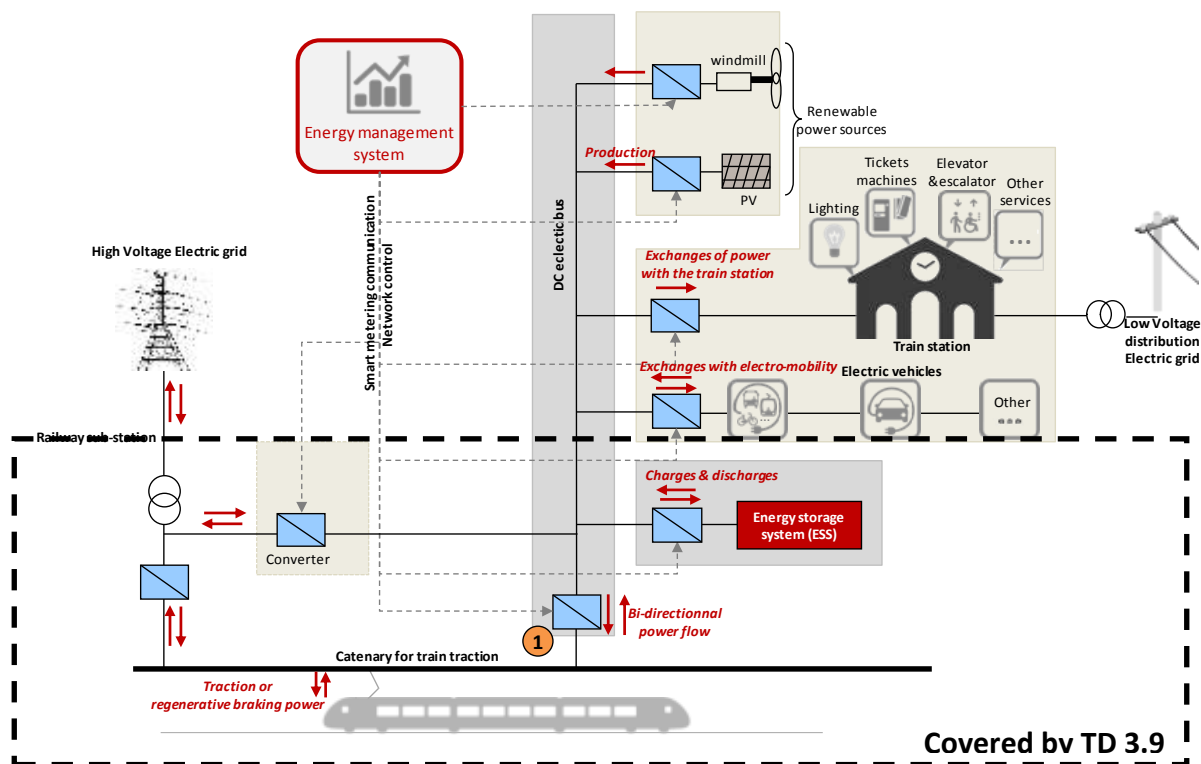 windmill
Renewable
power sources
Energy management
system
Production
PV
Tickets
machines
Elevator
& escalator
Other
services
Lighting
...
High Voltage Electric grid
Smart metering communication
Network control
DC eclectic bus
Exchanges of power
with the train station
Train station
Low Voltage
distribution
Electric grid
Exchanges with electro-mobility
Electric vehicles
Other
Railway sub-station
Charges & discharges
Energy storage
system (ESS)
Converter
Bi-directionnal
power flow
1
Catenary for train traction
Traction or
regenerative braking power
Covered by TD 3.9